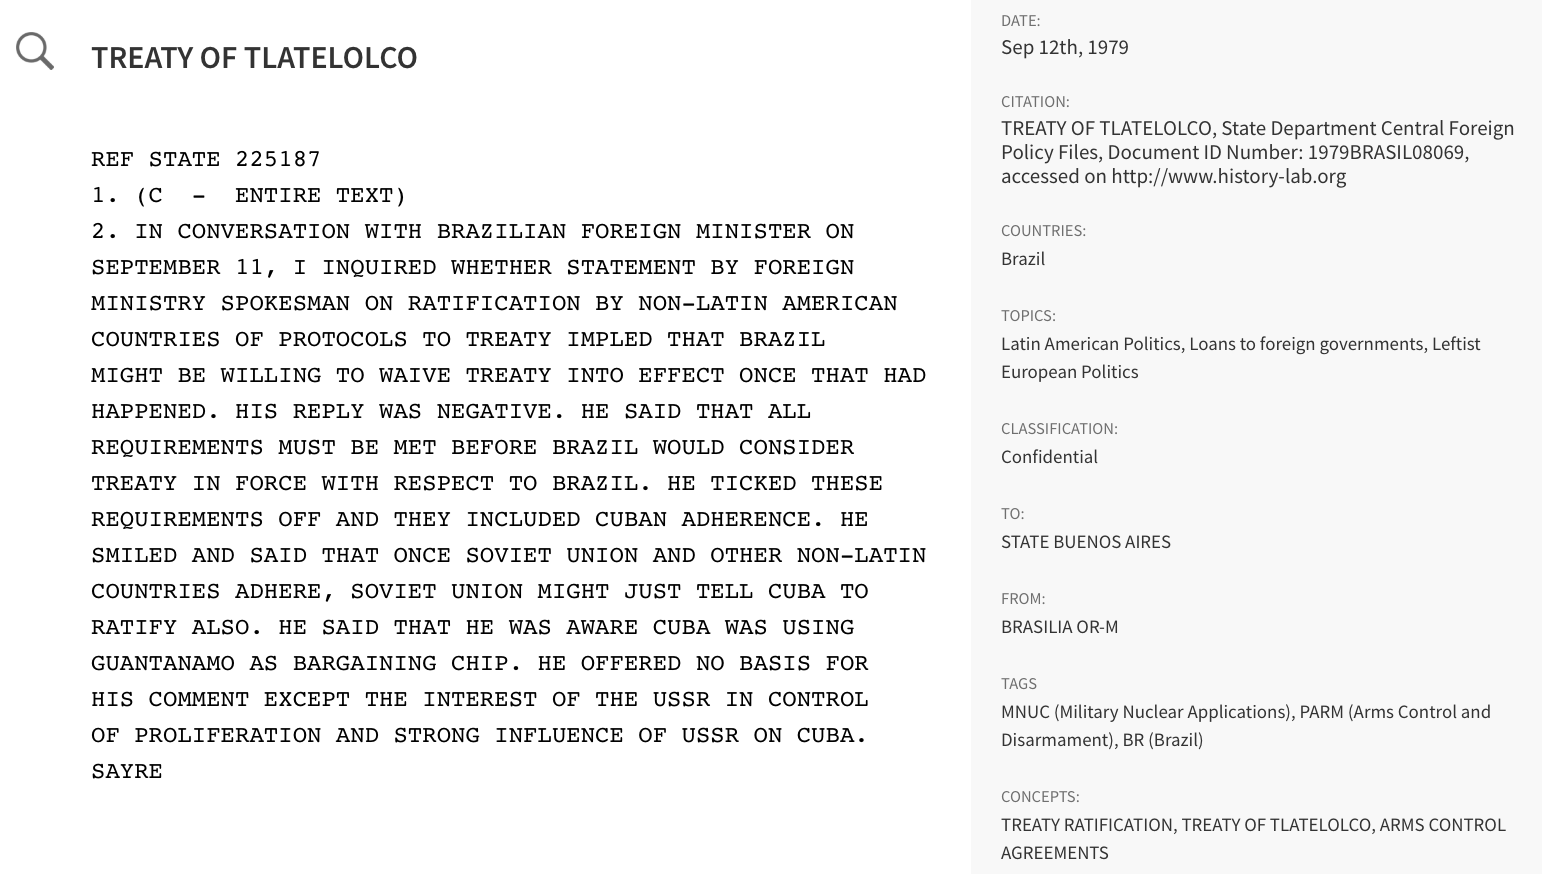 TREATY OF TLATELOLCO
REF STATE 225187
1. (C  -  ENTIRE TEXT)
2. IN CONVERSATION WITH BRAZILIAN FOREIGN MINISTER ON
SEPTEMBER 11, I INQUIRED WHETHER STATEMENT BY FOREIGN
MINISTRY SPOKESMAN ON RATIFICATION BY NON-LATIN AMERICAN
COUNTRIES OF PROTOCOLS TO TREATY IMPLED THAT BRAZIL
MIGHT BE WILLING TO WAIVE TREATY INTO EFFECT ONCE THAT HAD
HAPPENED. HIS REPLY WAS NEGATIVE. HE SAID THAT ALL
REQUIREMENTS MUST BE MET BEFORE BRAZIL WOULD CONSIDER
TREATY IN FORCE WITH RESPECT TO BRAZIL. HE TICKED THESE
REQUIREMENTS OFF AND THEY INCLUDED CUBAN ADHERENCE. HE
SMILED AND SAID THAT ONCE SOVIET UNION AND OTHER NON-LATIN
COUNTRIES ADHERE, SOVIET UNION MIGHT JUST TELL CUBA TO
RATIFY ALSO. HE SAID THAT HE WAS AWARE CUBA WAS USING
GUANTANAMO AS BARGAINING CHIP. HE OFFERED NO BASIS FOR
HIS COMMENT EXCEPT THE INTEREST OF THE USSR IN CONTROL
OF PROLIFERATION AND STRONG INFLUENCE OF USSR ON CUBA.
SAYRE
DATE:
Sep 12th, 1979
CITATION:
TREATY OF TLATELOLCO, State Department Central Foreign
Policy Files, Document ID Number: 1979BRASIL08069,
accessed on http://www.history-lab.org
COUNTRIES:
Brazil
TOPICS:
Latin American Politics, Loans to foreign governments, Leftist
European Politics
CLASSIFICATION:
Confidential
TO:
STATE BUENOS AIRES
FROM:
BRASILIA OR-M
TAGS
MNUC (Military Nuclear Applications), PARM (Arms Control and
Disarmament), BR (Brazil)
CONCEPTS:
TREATY RATIFICATION, TREATY OF TLATELOLCO, ARMS CONTROL
AGREEMENTS